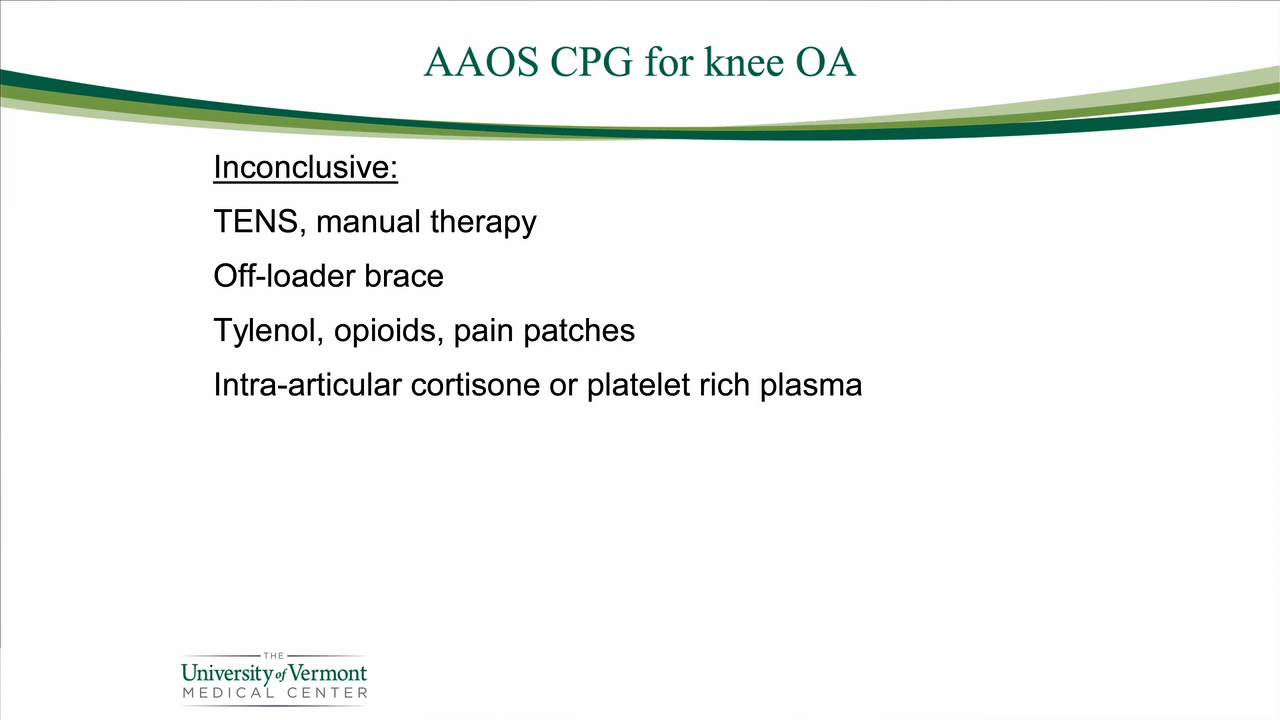 AAOS CPG for knee OA
Inconclusive:
TENS, manual therapy
Off-loader brace
Tylenol, opioids, pain patches
Intra-articular cortisone or platelet rich plasma
THE
University of Vermont
MEDICAL CENTER